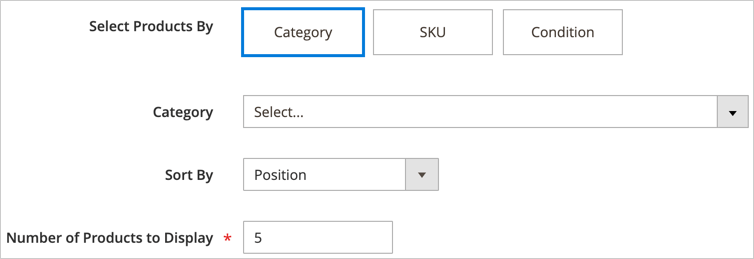 Select Products By Category SKU Condition
Category Select...
Sort By Position
Number of Products to Display * 5